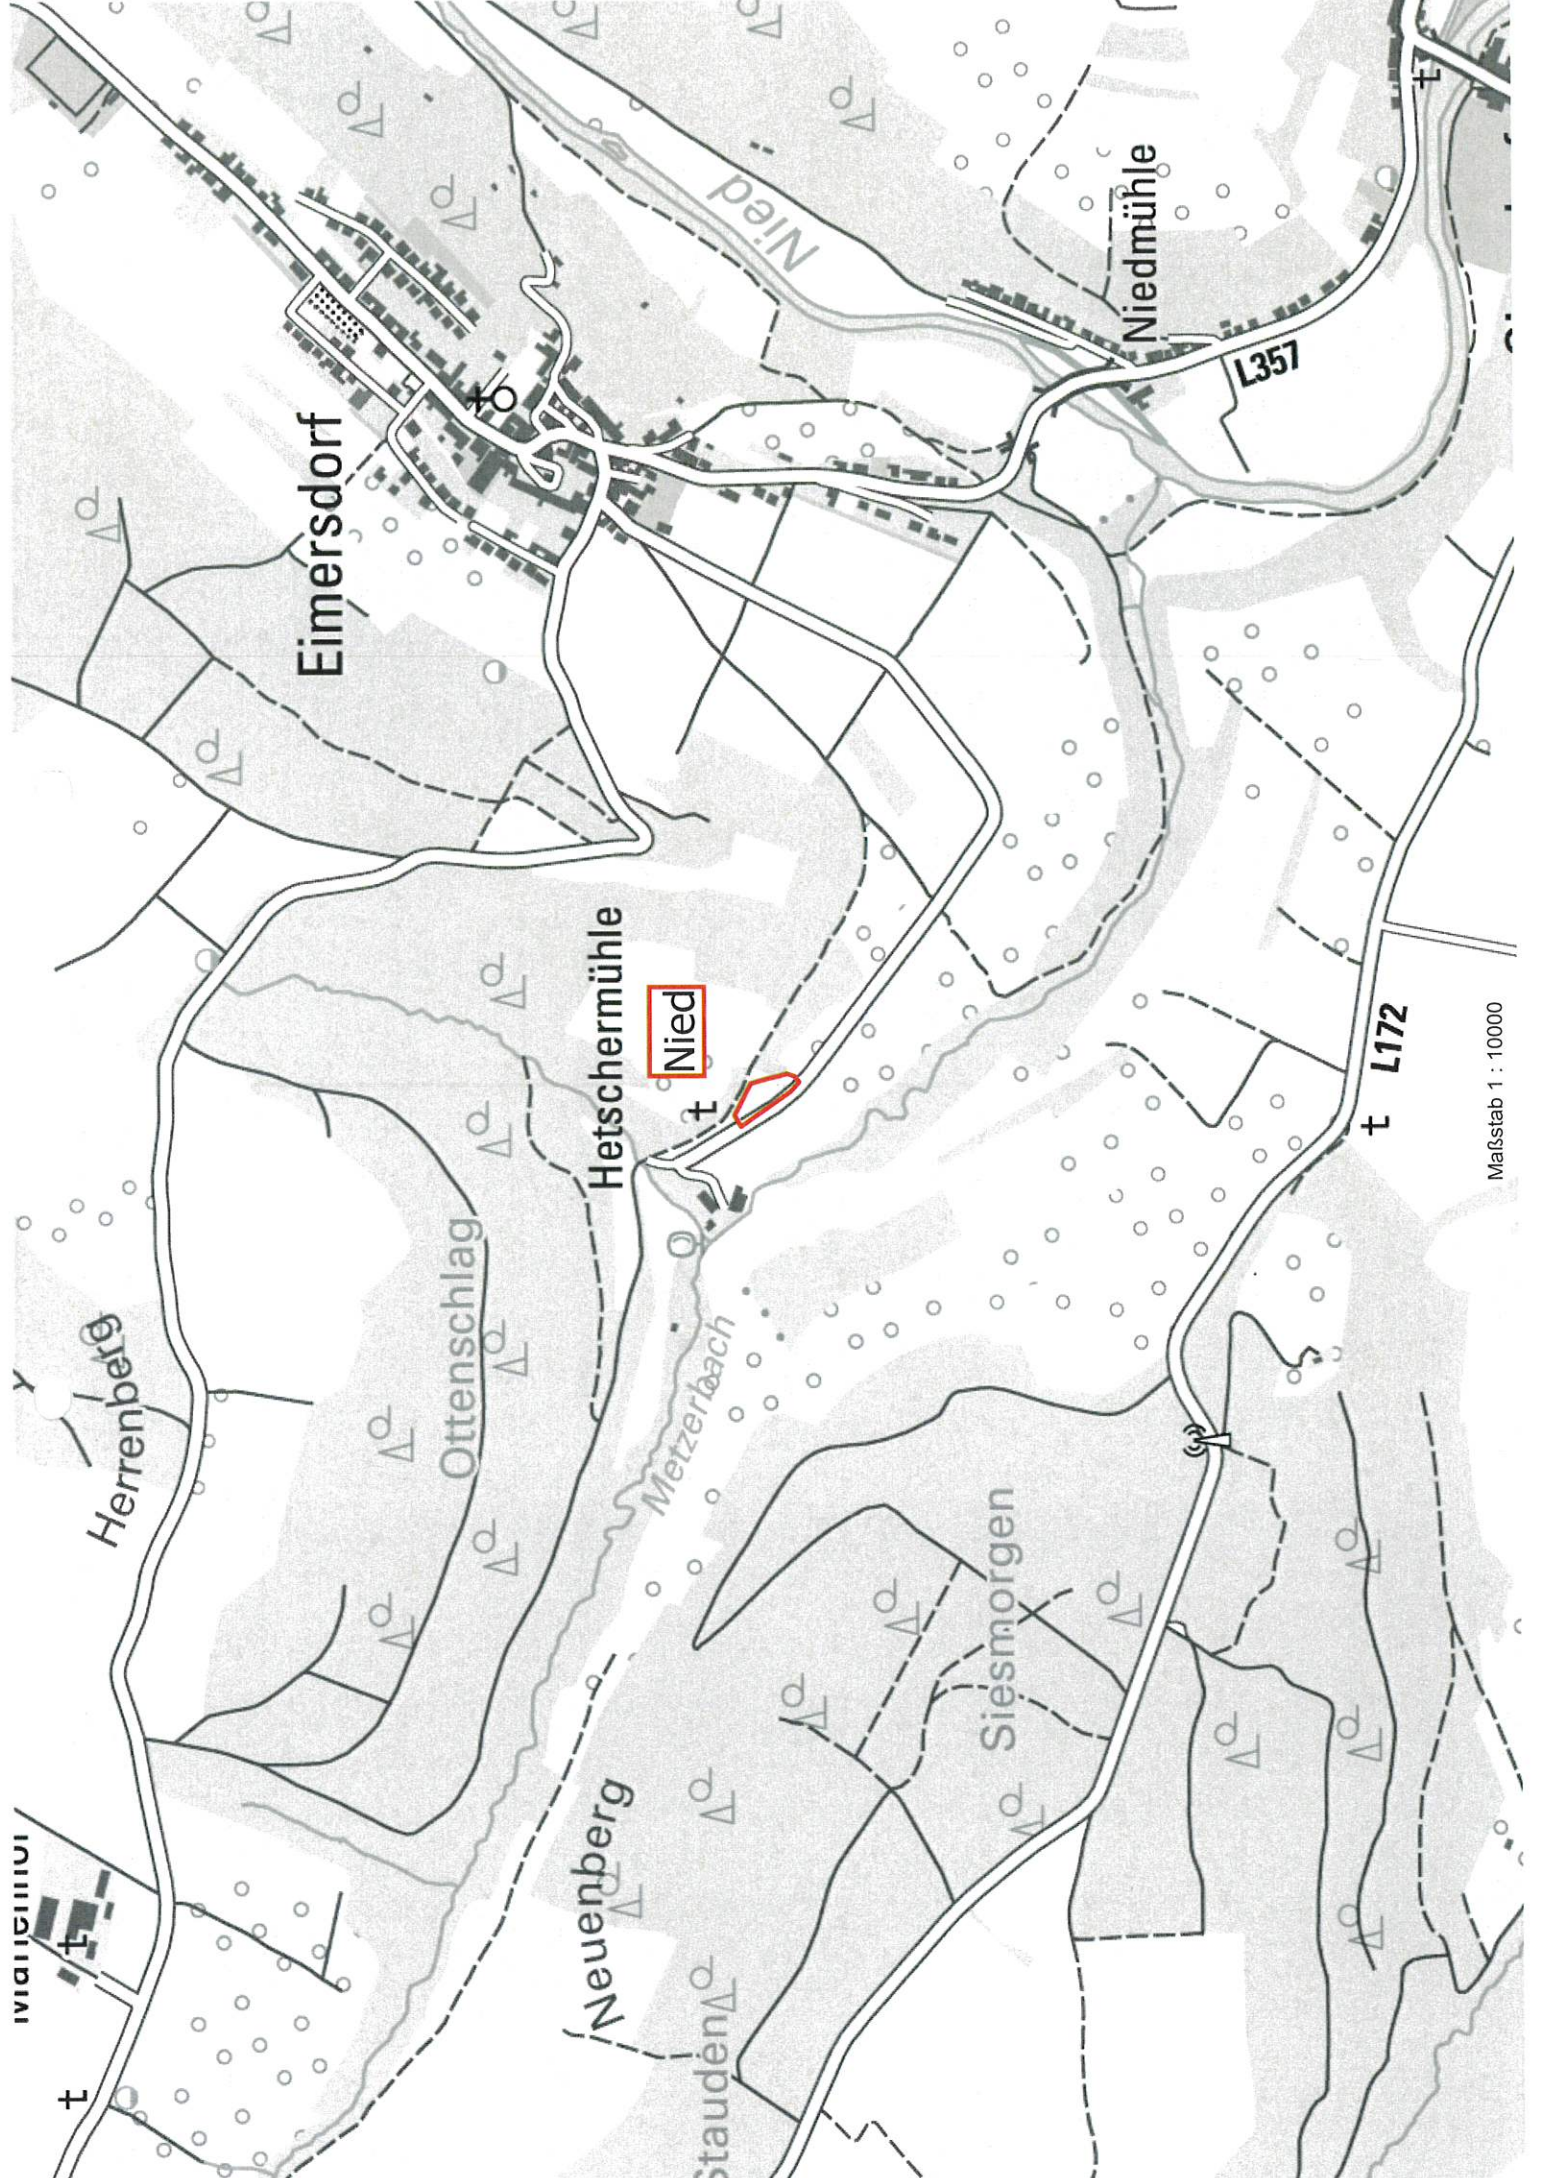 Eimersdorf
Nied
Niedmühle
L357
Hetschermühle
Nied
L172
Maßstab 1 : 10000
Herrenberg
Ottenschlag
Metzerbach
Siesmorgen
Neuenberg
Stauden